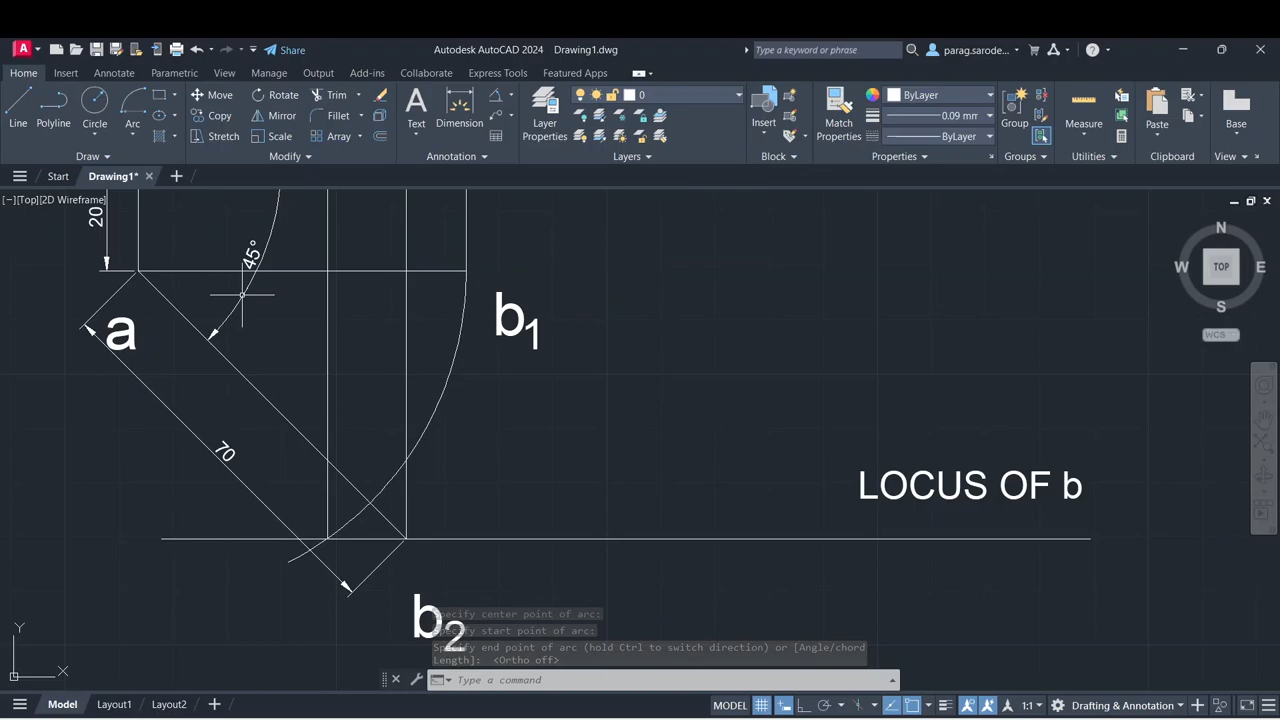 Share
Autodesk AutoCAD 2024 Drawing1.dwg
Type a keyword or phrase
parag.sarode...
Home Insert Annotate Parametric View Manage Output Add-ins Collaborate Express Tools Featured Apps
Line Polyline Circle Arc
Move Rotate Trim
Copy Mirror Fillet
Stretch Scale Array
Text Dimension
Layer Properties
0
Insert
Match Properties
ByLayer
0.09 mm
ByLayer
Group
Measure
Paste
Base
Draw Modify Annotation Layers Block Properties Groups Utilities Clipboard View
Start Drawing1*
[-][Top][2D Wireframe]
20
45°
a
b1
70
LOCUS OF b
b2
N
W TOP E
S
WCS
Specify center point of arc:
Specify start point of arc:
Specify end point of arc (hold Ctrl to switch direction) or [Angle/chord
Length]: <Ortho off>
Type a command
Y
X
Model Layout1 Layout2
MODEL
1:1
Drafting & Annotation